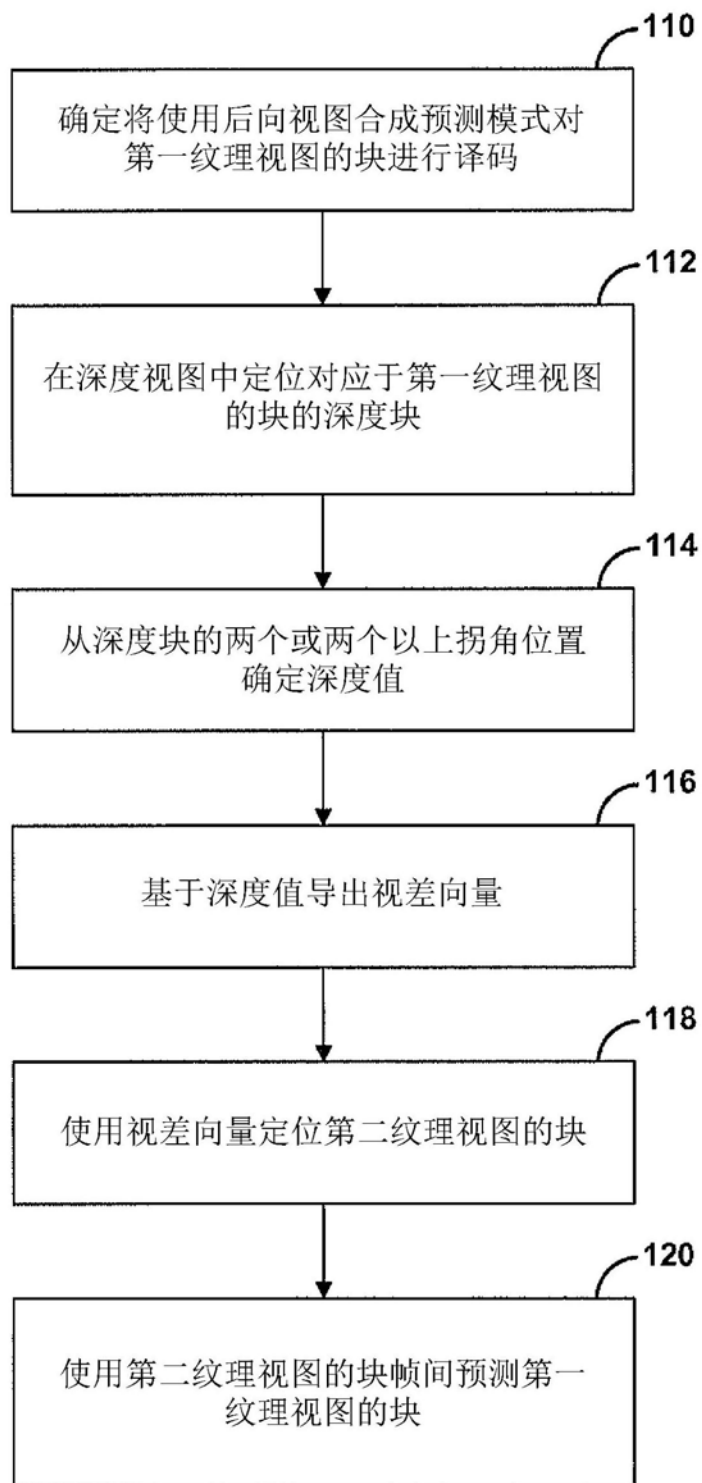 110
确定将使用后向视图合成预测模式对
第一纹理视图的块进行译码
112
在深度视图中定位对应于第一纹理视图
的块的深度块
114
从深度块的两个或两个以上拐角位置
确定深度值
116
基于深度值导出视差向量
118
使用视差向量定位第二纹理视图的块
120
使用第二纹理视图的块帧间预测第一
纹理视图的块